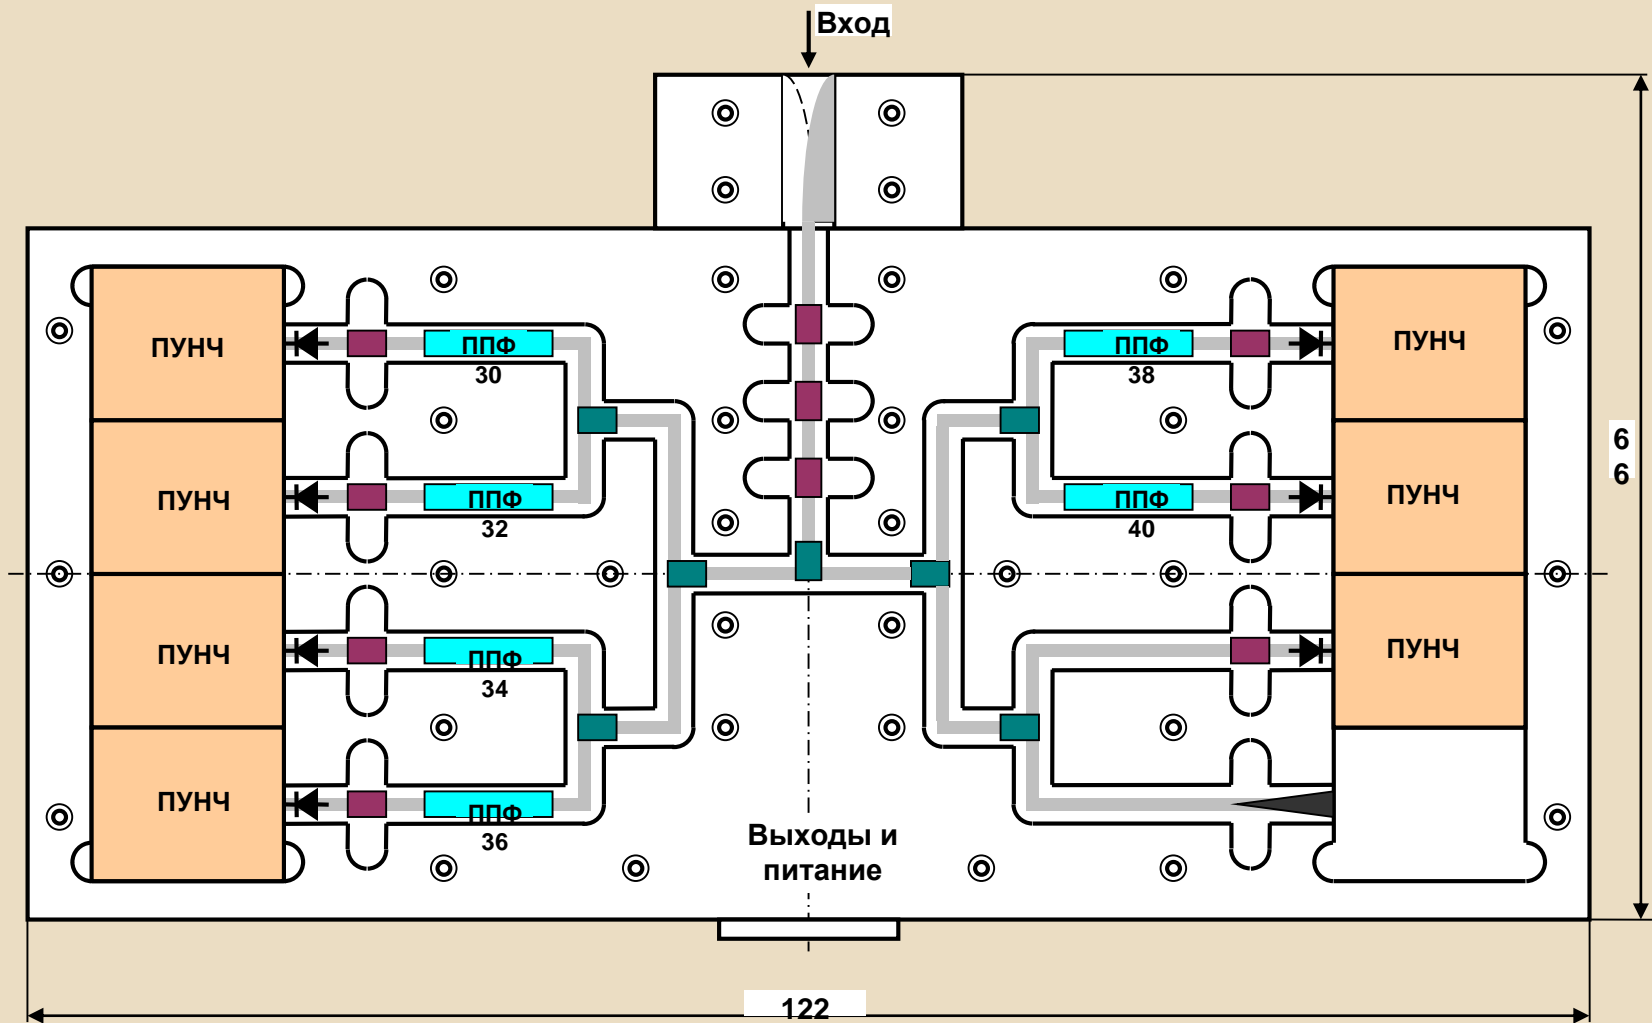 Вход
ПУНЧ
ППФ
30
ППФ
38
ПУНЧ
ПУНЧ
ППФ
32
ППФ
40
ПУНЧ
6
6
ПУНЧ
ППФ
34
ПУНЧ
ПУНЧ
ППФ
36
Выходы и
питание
122